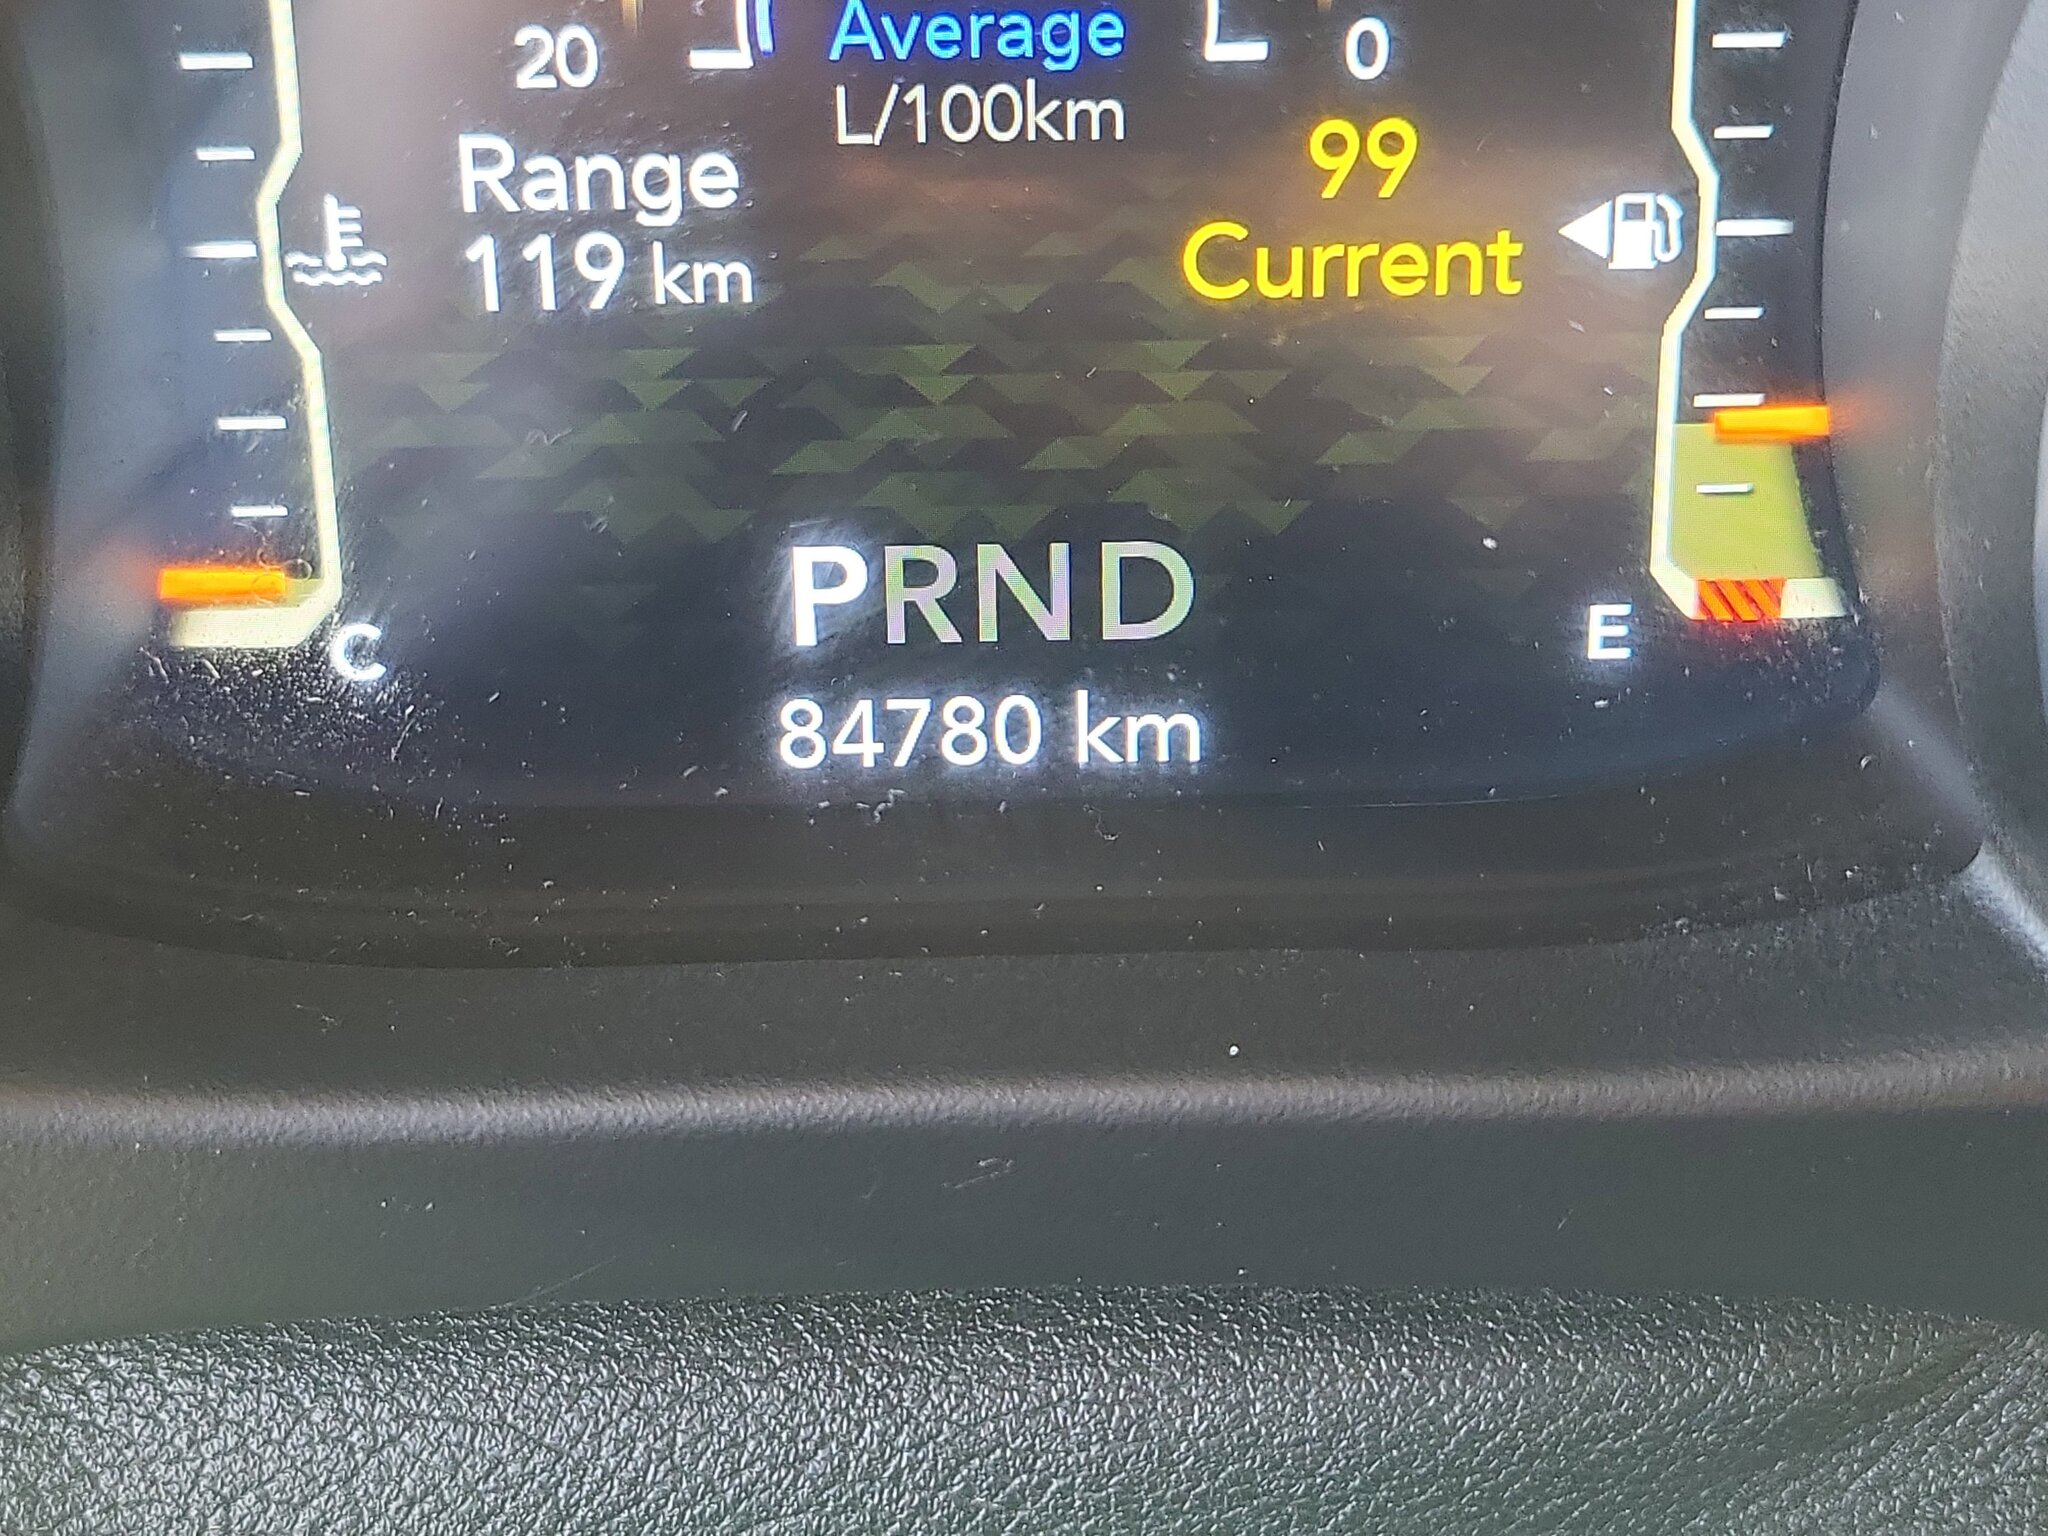 20
Average
0
L/100km
Range
119 km
99
Current
PRND
C
E
84780 km